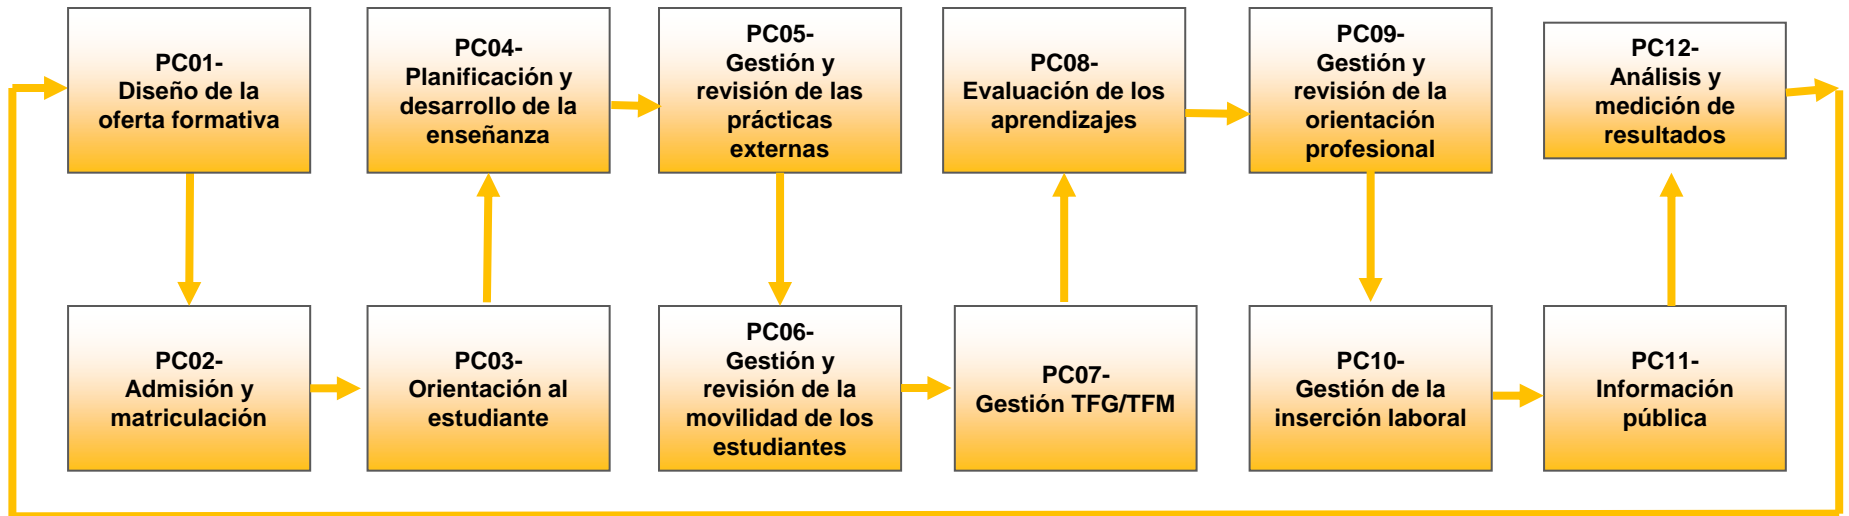 PC01-
Diseño de la
oferta formativa
PC02-
Admisión y
matriculación
PC03-
Orientación al
estudiante
PC04-
Planificación y
desarrollo de la
enseñanza
PC05-
Gestión y
revisión de las
prácticas
externas
PC06-
Gestión y
revisión de la
movilidad de los
estudiantes
PC07-
Gestión TFG/TFM
PC08-
Evaluación de los
aprendizajes
PC09-
Gestión y
revisión de la
orientación
profesional
PC10-
Gestión de la
inserción laboral
PC11-
Información
pública
PC12-
Análisis y
medición de
resultados